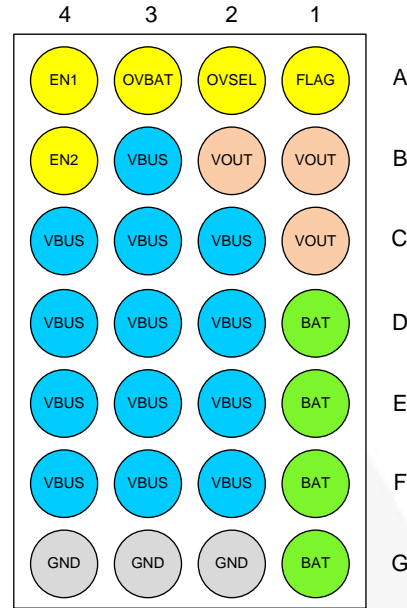 4 3 2 1
EN1 OVBAT OVSEL FLAG A
EN2 VBUS VOUT VOUT B
VBUS VBUS VBUS VOUT C
VBUS VBUS VBUS BAT D
VBUS VBUS VBUS BAT E
VBUS VBUS VBUS BAT F
GND GND GND BAT G